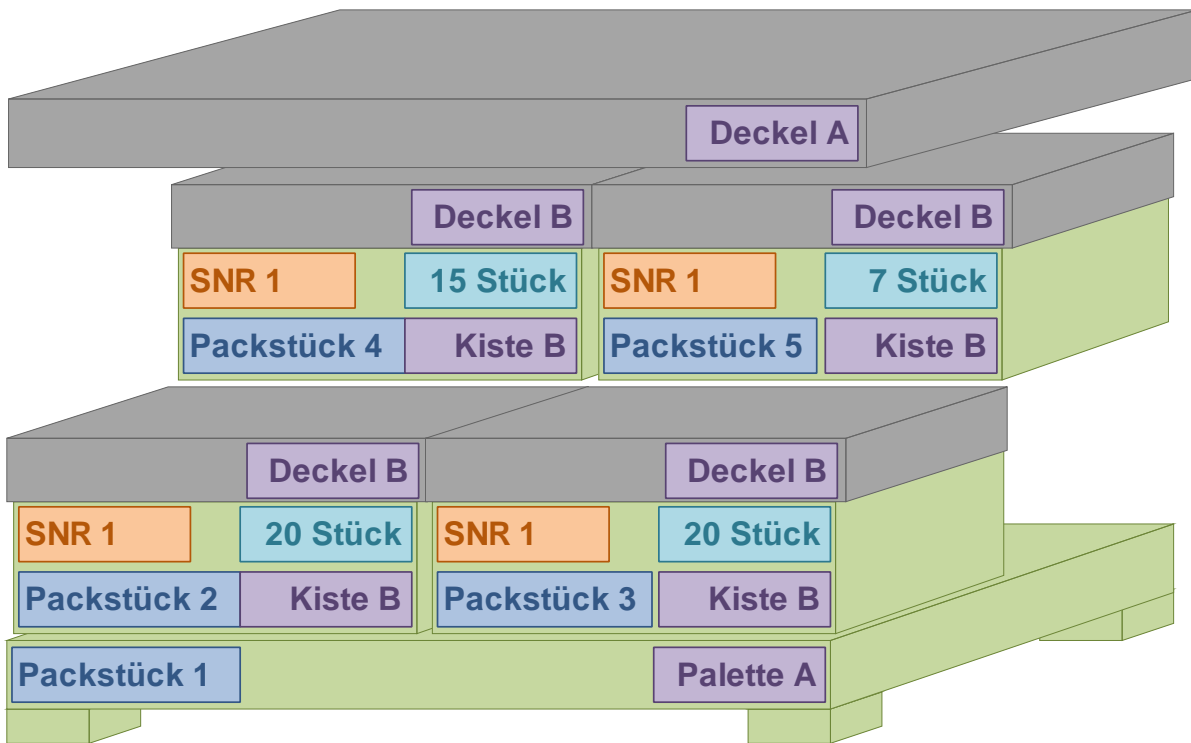 Deckel A
Deckel B Deckel B
SNR 1 15 Stück SNR 1 7 Stück
Packstück 4 Kiste B Packstück 5 Kiste B
Deckel B Deckel B
SNR 1 20 Stück SNR 1 20 Stück
Packstück 2 Kiste B Packstück 3 Kiste B
Packstück 1 Palette A